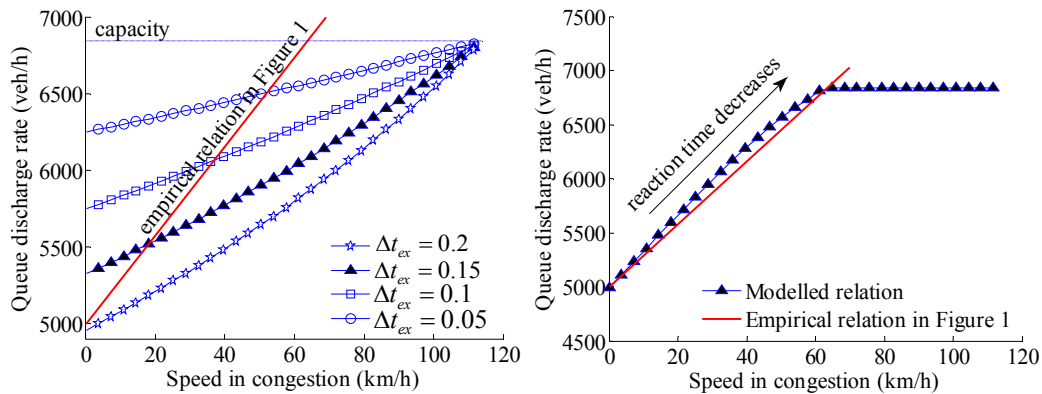 7000
6500
6000
5500
5000
Queue discharge rate (veh/h)
capacity
empirical relation in Figure 1
Δt_ex = 0.2
Δt_ex = 0.15
Δt_ex = 0.1
Δt_ex = 0.05
0 20 40 60 80 100 120
Speed in congestion (km/h)
7500
7000
6500
6000
5500
5000
4500
Queue discharge rate (veh/h)
reaction time decreases
Modelled relation
Empirical relation in Figure 1
0 20 40 60 80 100 120
Speed in congestion (km/h)